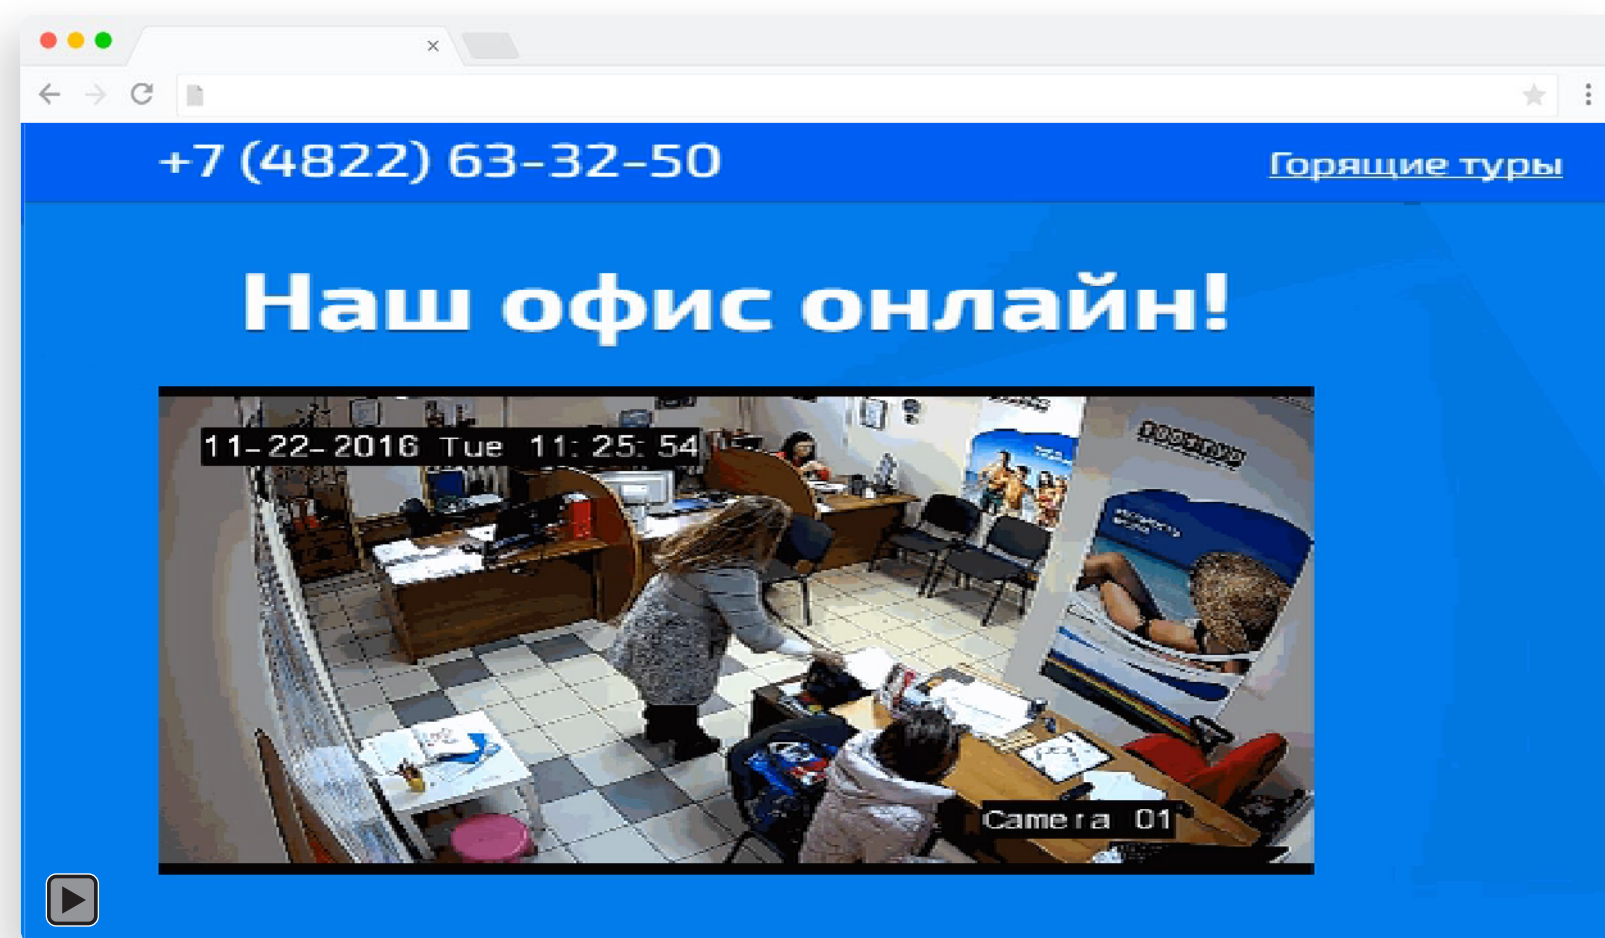 +7 (4822) 63-32-50
Горящие туры
Наш офис онлайн!
11-22-2016 Tue 11:25:54
Camera 01